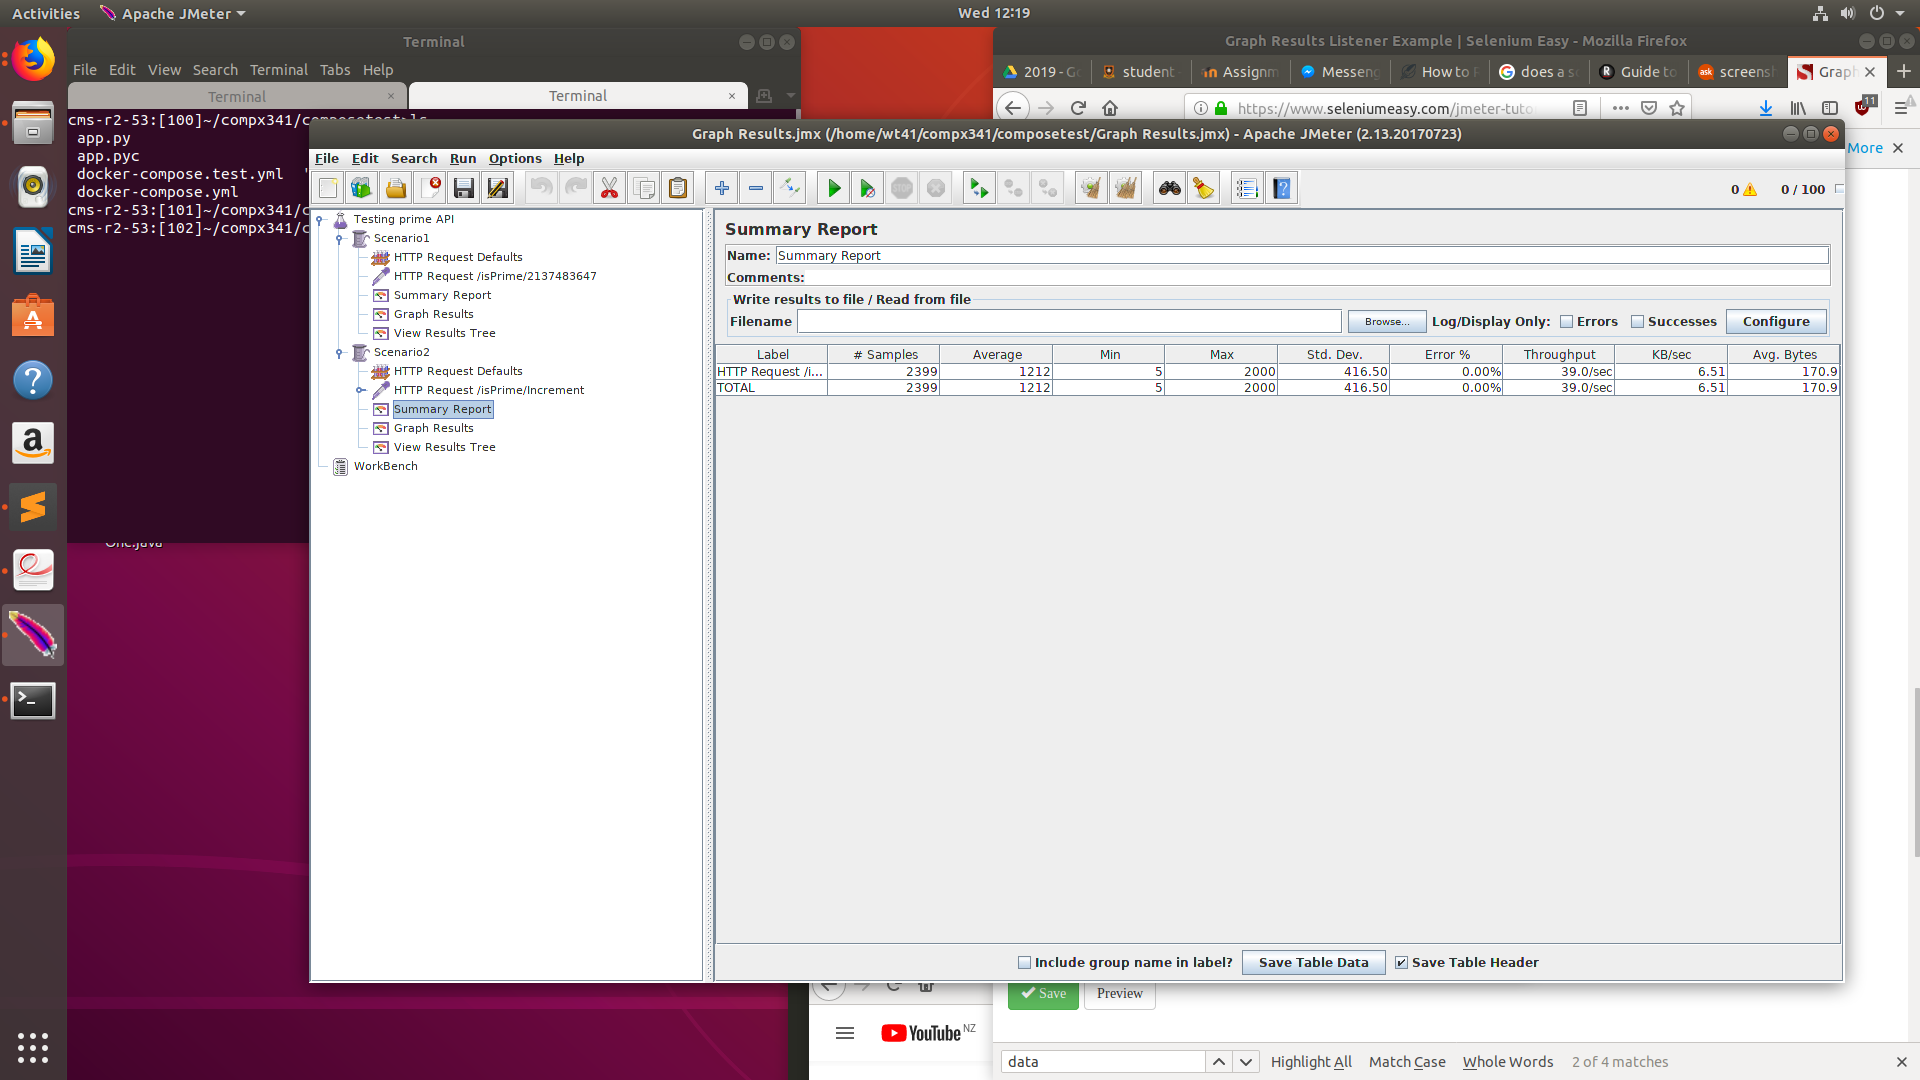 Activities
Apache JMeter
Wed 12:19
Terminal
File Edit View Search Terminal Tabs Help
Terminal
Terminal
cms-r2-53:[100]~/compx341/composetest>ls
app.py
app.pyc
docker-compose.test.yml
docker-compose.yml
cms-r2-53:[101]~/compx341/c
cms-r2-53:[102]~/compx341/c
One.java
Graph Results Listener Example | Selenium Easy - Mozilla Firefox
2019 - G
student
Assignm
Messeng
How to
does a s
Guide to
screensh
Graph
https://www.seleniumeasy.com/jmeter-tuto
11
More
Graph Results.jmx (/home/wt41/compx341/composetest/Graph Results.jmx) - Apache JMeter (2.13.20170723)
File Edit Search Run Options Help
0
0 / 100
Testing prime API
Scenario1
HTTP Request Defaults
HTTP Request /isPrime/2137483647
Summary Report
Graph Results
View Results Tree
Scenario2
HTTP Request Defaults
HTTP Request /isPrime/Increment
Summary Report
Graph Results
View Results Tree
WorkBench
Summary Report
Name: Summary Report
Comments:
Write results to file / Read from file
Filename
Browse...
Log/Display Only:
Errors
Successes
Configure
Label # Samples Average Min Max Std. Dev. Error % Throughput KB/sec Avg. Bytes
HTTP Request /i... 2399 1212 5 2000 416.50 0.00% 39.0/sec 6.51 170.9
TOTAL 2399 1212 5 2000 416.50 0.00% 39.0/sec 6.51 170.9
Include group name in label?
Save Table Data
Save Table Header
Save
Preview
YouTube NZ
data
Highlight All
Match Case
Whole Words
2 of 4 matches